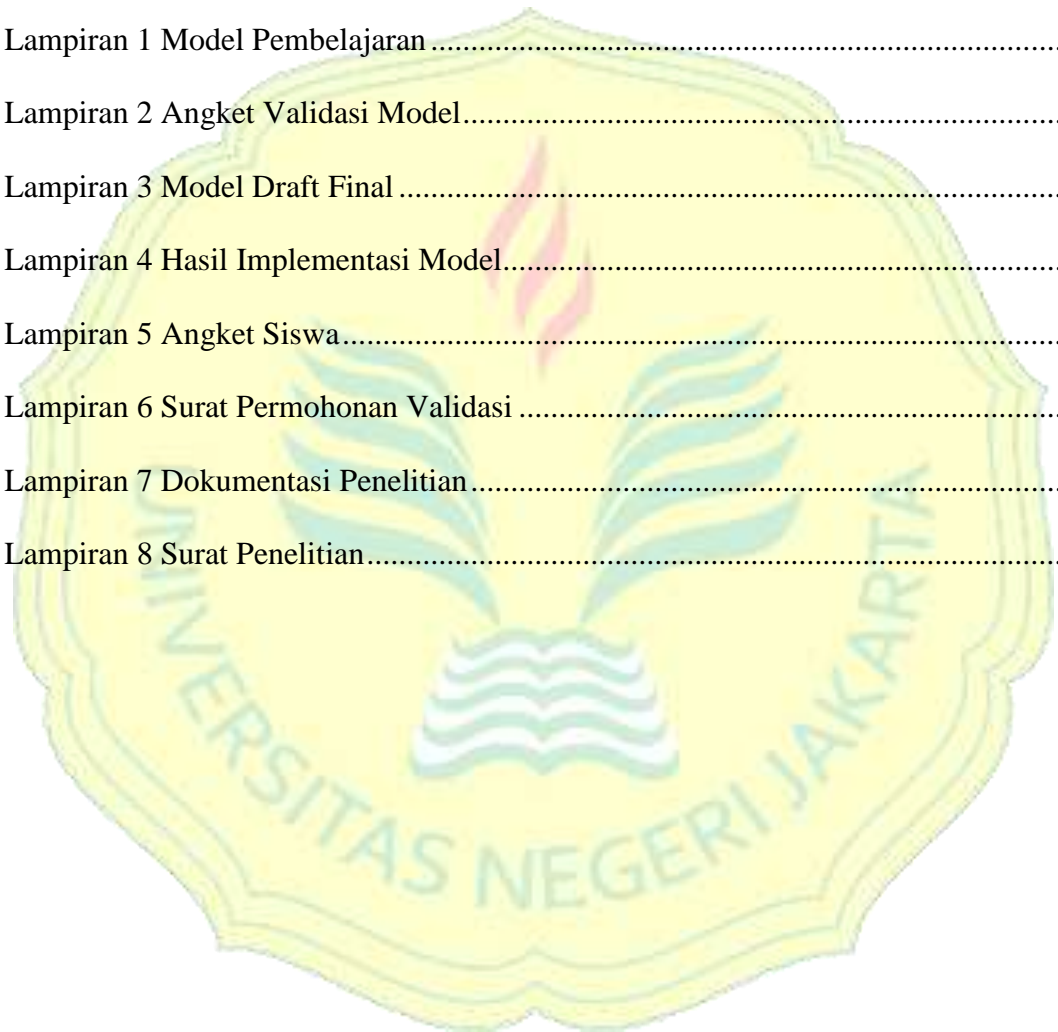 Lampiran 1 Model Pembelajaran............................................................................
Lampiran 2 Angket Validasi Model........................................................................
Lampiran 3 Model Draft Final................................................................................
Lampiran 4 Hasil Implementasi Model...................................................................
Lampiran 5 Angket Siswa.......................................................................................
Lampiran 6 Surat Permohonan Validasi.................................................................
Lampiran 7 Dokumentasi Penelitian.......................................................................
Lampiran 8 Surat Penelitian....................................................................................
UNIVERSITAS NEGERI JAKARTA